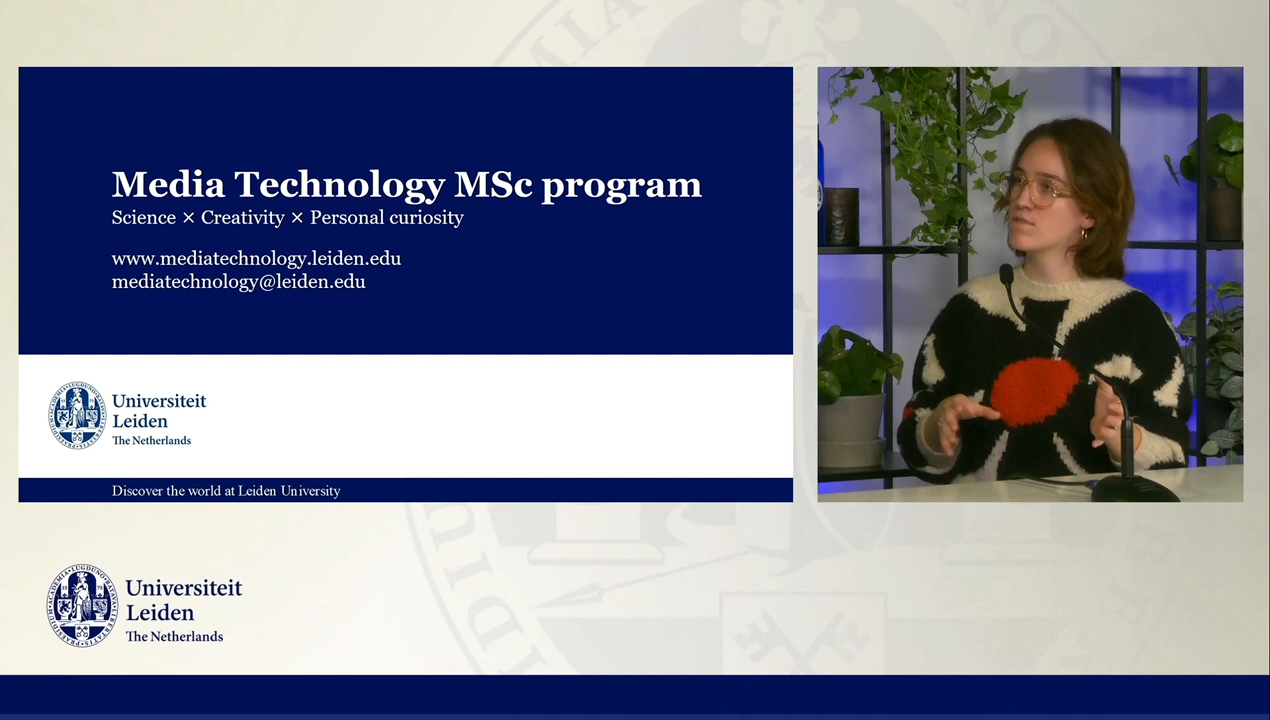 Media Technology MSc program
Science × Creativity × Personal curiosity
www.mediatechnology.leiden.edu
mediatechnology@leiden.edu
Universiteit
Leiden
The Netherlands
Discover the world at Leiden University
Universiteit
Leiden
The Netherlands